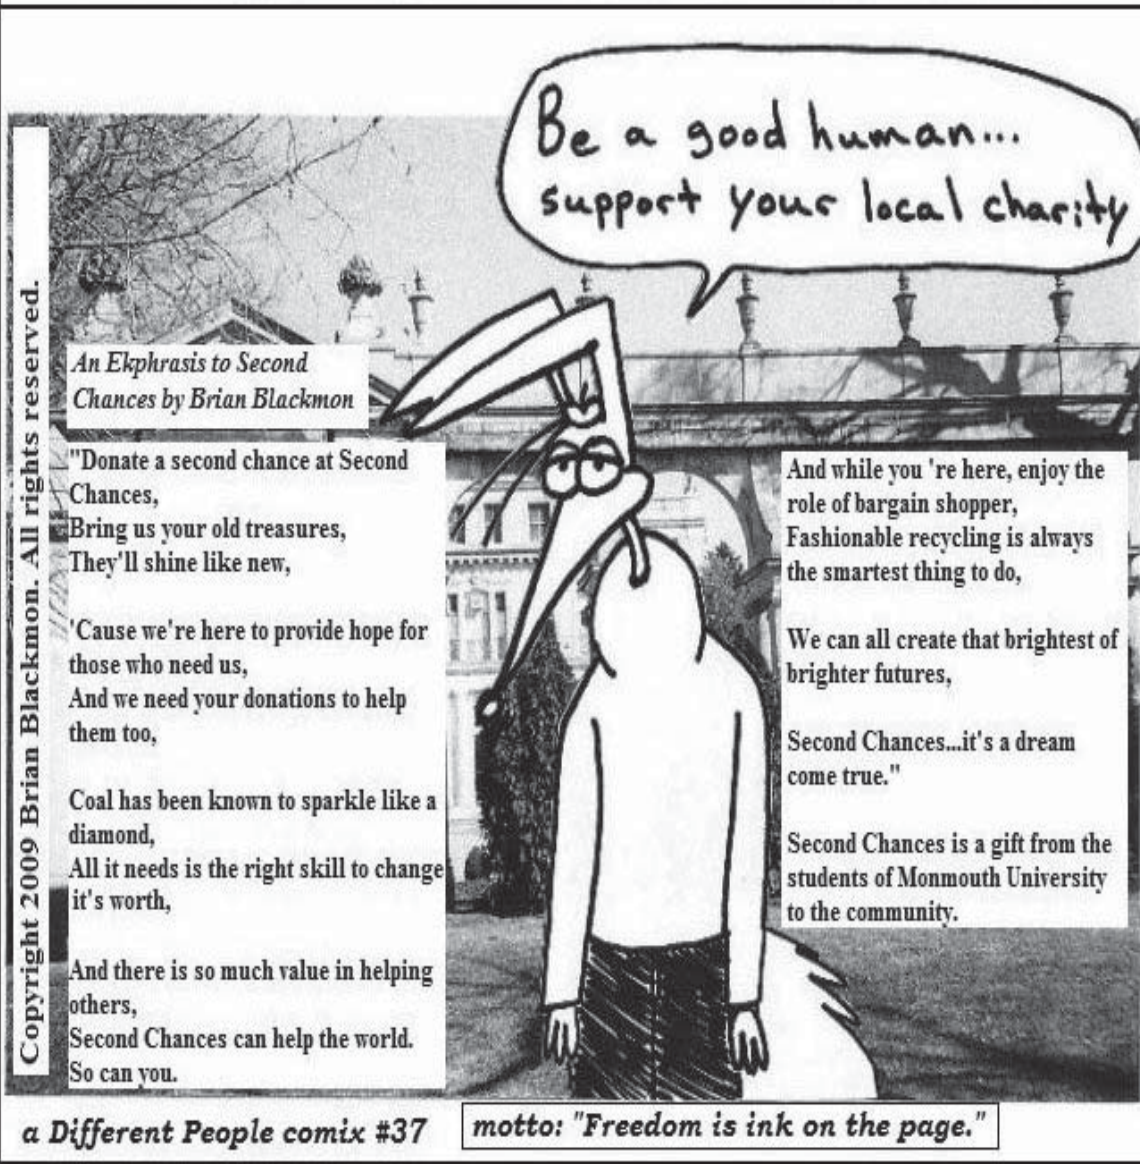 Be a good human...
support your local charity
Copyright 2009 Brian Blackmon. All rights reserved.
An Ekphrasis to Second
Chances by Brian Blackmon
"Donate a second chance at Second
Chances,
Bring us your old treasures,
They'll shine like new,
'Cause we're here to provide hope for
those who need us,
And we need your donations to help
them too,
Coal has been known to sparkle like a
diamond,
All it needs is the right skill to change
it's worth,
And there is so much value in helping
others,
Second Chances can help the world.
So can you.
And while you 're here, enjoy the
role of bargain shopper,
Fashionable recycling is always
the smartest thing to do,
We can all create that brightest of
brighter futures,
Second Chances...it's a dream
come true."
Second Chances is a gift from the
students of Monmouth University
to the community.
a Different People comix #37
motto: "Freedom is ink on the page."